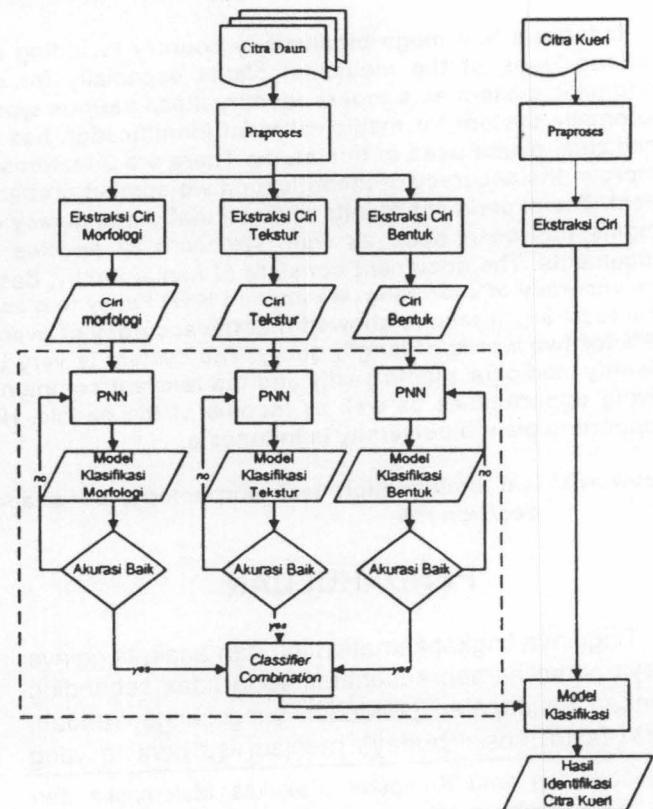 Citra Daun
Citra Kueri
Praproses
Praproses
Ekstraksi Ciri
Morfologi
Ekstraksi Ciri
Tekstur
Ekstraksi Ciri
Bentuk
Ekstraksi Ciri
Ciri
morfologi
Ciri
Tekstur
Ciri
Bentuk
PNN
PNN
PNN
no
no
no
Model
Klasifikasi
Morfologi
Model
Klasifikasi
Tekstur
Model
Klasifikasi
Bentuk
Akurasi Baik
Akurasi Baik
Akurasi Baik
yes
yes
yes
Classifier
Combination
Model
Klasifikasi
Hasil
Identifikasi
Citra Kueri